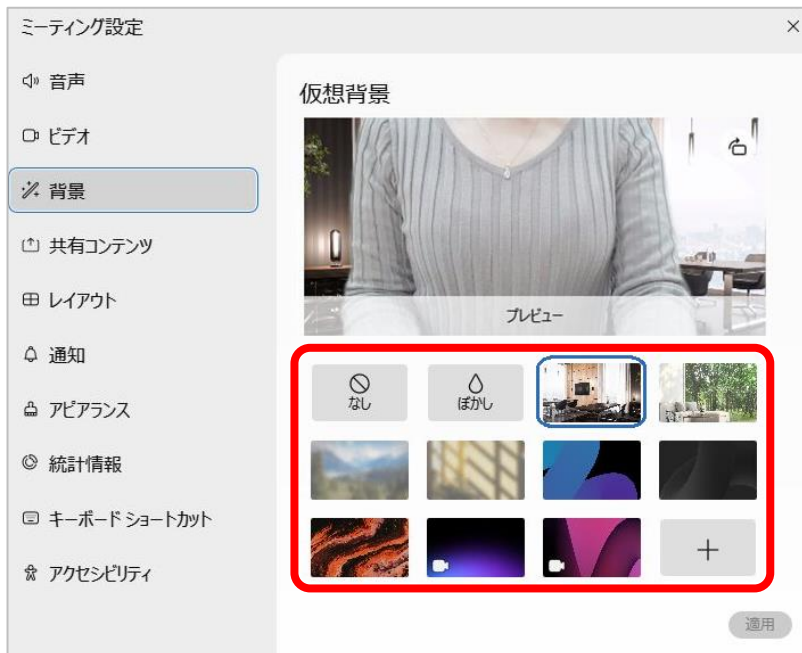 ミーティング設定
音声
ビデオ
背景
共有コンテンツ
レイアウト
通知
アピアランス
統計情報
キーボード ショートカット
アクセシビリティ
仮想背景
プレビュー
なし
ぼかし
適用